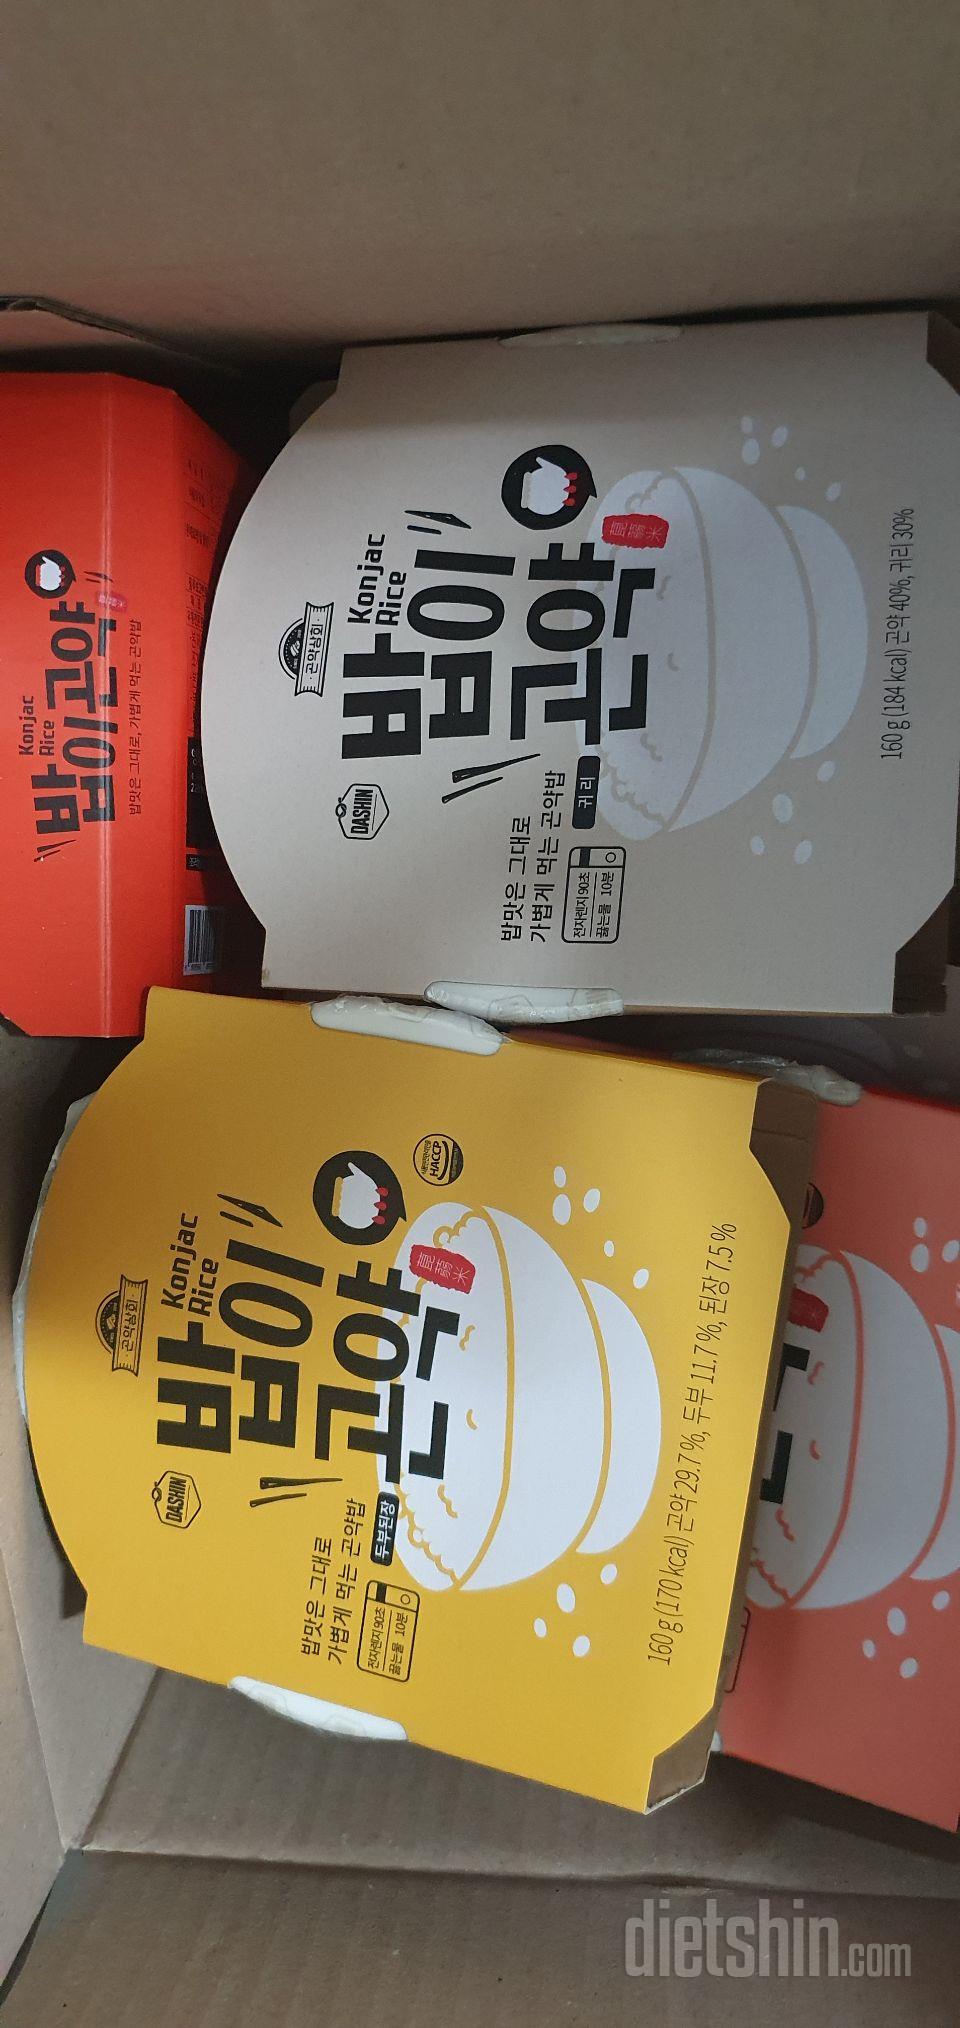 Konjac
Rice
밥이곤약
밥맛은 그대로, 가볍게 먹는 곤약밥
곤약상회
Konjac
Rice
밥이
곤약
昆蒻米
DASHIN
밥맛은 그대로
가볍게 먹는 곤약밥
귀리
전자렌지 90초
끓는물 10분
160 g (184 kcal) 곤약 40%, 귀리 30%
곤약상회
Konjac
Rice
밥이
곤약
昆蒻米
HACCP
DASHIN
밥맛은 그대로
가볍게 먹는 곤약밥
두부된장
전자렌지 90초
끓는물 10분
160 g (170 kcal) 곤약 29.7 %, 두부 11.7 %, 된장 7.5 %
dietshin.com